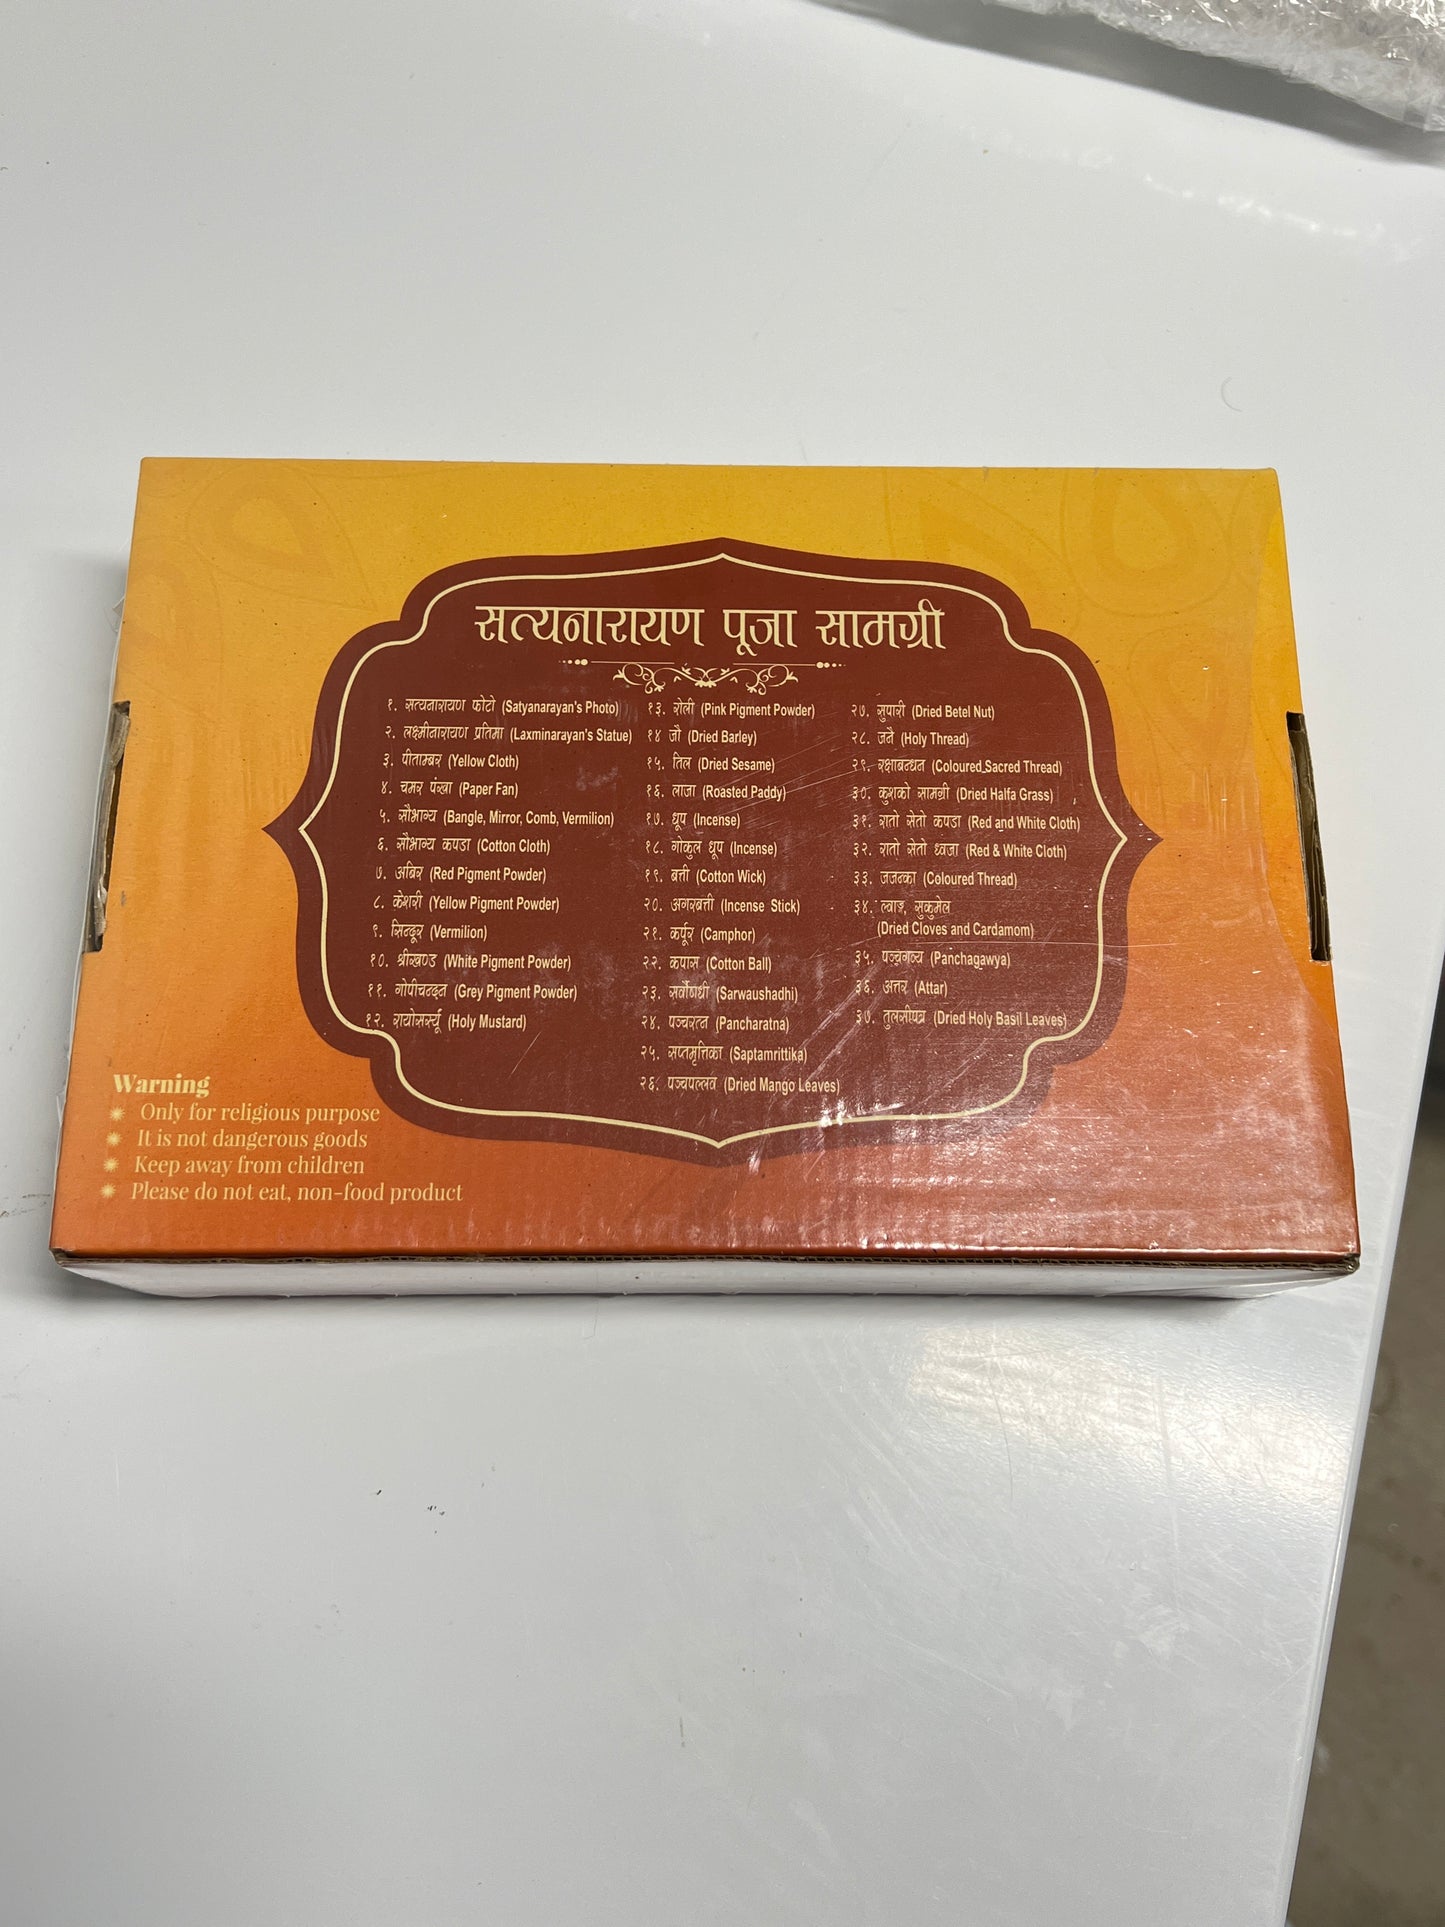 सत्यनारायण पूजा सामग्री
१. सत्यनारायण फोटो (Satyanarayan's Photo)
२. लक्ष्मीनारायण प्रतिमा (Laxminarayan's Statue)
३. पीताम्बर (Yellow Cloth)
४. चमर पंखा (Paper Fan)
५. सौभाग्य (Bangle, Mirror, Comb, Vermilion)
६. सौभाग्य कपडा (Cotton Cloth)
७. अबिर (Red Pigment Powder)
८. केशरी (Yellow Pigment Powder)
९. सिन्दूर (Vermilion)
१०. श्रीखण्ड (White Pigment Powder)
११. गोपीचन्दन (Grey Pigment Powder)
१२. रायोसर्स्यू (Holy Mustard)
१३. रोली (Pink Pigment Powder)
१४ जौ (Dried Barley)
१५. तिल (Dried Sesame)
१६. लाजा (Roasted Paddy)
१७. धूप (Incense)
१८. गोकुल धूप (Incense)
१९. बत्ती (Cotton Wick)
२०. अगरबत्ती (Incense Stick)
२१. कर्पूर (Camphor)
२२. कपास (Cotton Ball)
२३. सर्वोषधी (Sarwaushadhi)
२४. पञ्चरत्न (Pancharatna)
२५. सप्तमृत्तिका (Saptamrittika)
२६. पञ्चपल्लव (Dried Mango Leaves)
२७. सुपारी (Dried Betel Nut)
२८. जनै (Holy Thread)
२९. रक्षाबन्धन (Coloured Sacred Thread)
३०. कुशको सामग्री (Dried Halfa Grass)
३१. रातो सेतो कपडा (Red and White Cloth)
३२. रातो सेतो ध्वजा (Red & White Cloth)
३३. जजन्का (Coloured Thread)
३४. ल्वाङ, सुकुमेल
(Dried Cloves and Cardamom)
३५. पञ्चगव्य (Panchagawya)
३६. अत्तर (Attar)
३७. तुलसीपत्र (Dried Holy Basil Leaves)
Warning
Only for religious purpose
It is not dangerous goods
Keep away from children
Please do not eat, non-food product